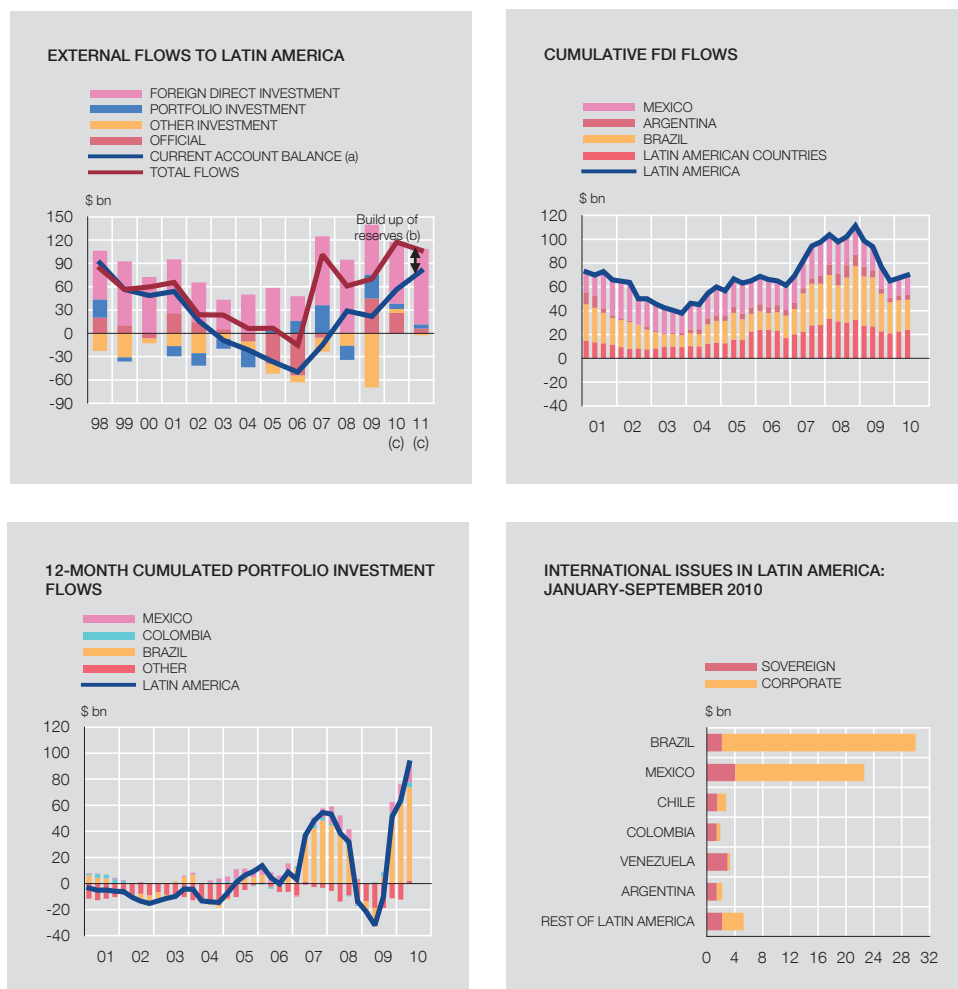 EXTERNAL FLOWS TO LATIN AMERICA
FOREIGN DIRECT INVESTMENT
PORTFOLIO INVESTMENT
OTHER INVESTMENT
OFFICIAL
CURRENT ACCOUNT BALANCE (a)
TOTAL FLOWS
$ bn
Build up of
reserves (b)
150
120
90
60
30
0
-30
-60
-90
98 99 00 01 02 03 04 05 06 07 08 09 10 11
(c) (c)
CUMULATIVE FDI FLOWS
MEXICO
ARGENTINA
BRAZIL
LATIN AMERICAN COUNTRIES
LATIN AMERICA
$ bn
120
100
80
60
40
20
0
-20
-40
01 02 03 04 05 06 07 08 09 10
12-MONTH CUMULATED PORTFOLIO INVESTMENT
FLOWS
MEXICO
COLOMBIA
BRAZIL
OTHER
LATIN AMERICA
$ bn
120
100
80
60
40
20
0
-20
-40
01 02 03 04 05 06 07 08 09 10
INTERNATIONAL ISSUES IN LATIN AMERICA:
JANUARY-SEPTEMBER 2010
SOVEREIGN
CORPORATE
$ bn
BRAZIL
MEXICO
CHILE
COLOMBIA
VENEZUELA
ARGENTINA
REST OF LATIN AMERICA
0 4 8 12 16 20 24 28 32